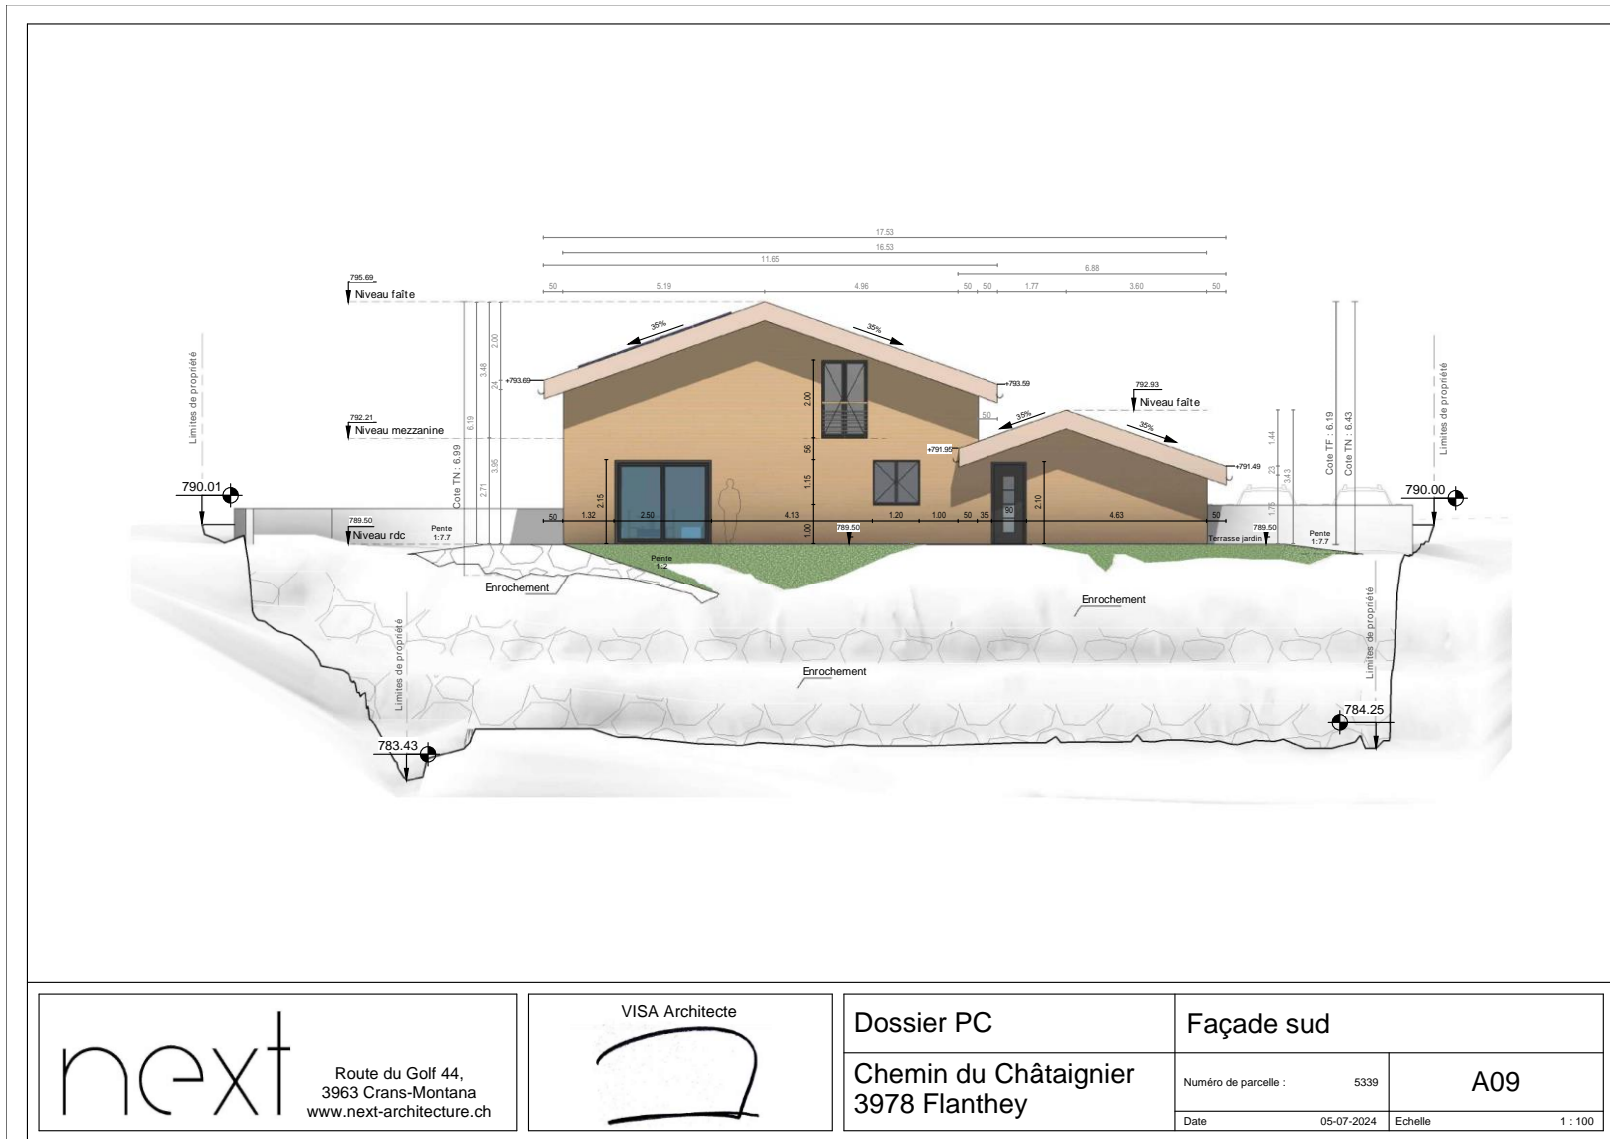 17.53
16.53
11.65
6.88
50 5.19 4.96 50 50 1.77 3.60 50
795.69
Niveau faîte
35%
35%
2.00
3.48
24
6.19
+793.69
+793.59
792.93
Niveau faîte
792.21
Niveau mezzanine
2.00
50
35%
35%
+791.95
+791.49
Limites de propriété
Limites de propriété
Cote TN : 6.99
2.71
3.95
56
1.15
1.00
2.15
2.10
1.44
23
3.43
1.75
Cote TF : 6.19
Cote TN : 6.43
790.01
790.00
789.50
Niveau rdc
Pente
1:7.7
50 1.32 2.50 4.13 1.20 1.00 50 35 90 4.63 50
789.50
789.50
Terrasse jardin
Pente
1:7.7
Pente
1:2
Enrochement
Enrochement
Enrochement
Limites de propriété
Limites de propriété
783.43
784.25
next
Route du Golf 44,
3963 Crans-Montana
www.next-architecture.ch
VISA Architecte
Dossier PC
Chemin du Châtaignier
3978 Flanthey
Façade sud
Numéro de parcelle : 5339
A09
Date 05-07-2024
Echelle 1 : 100